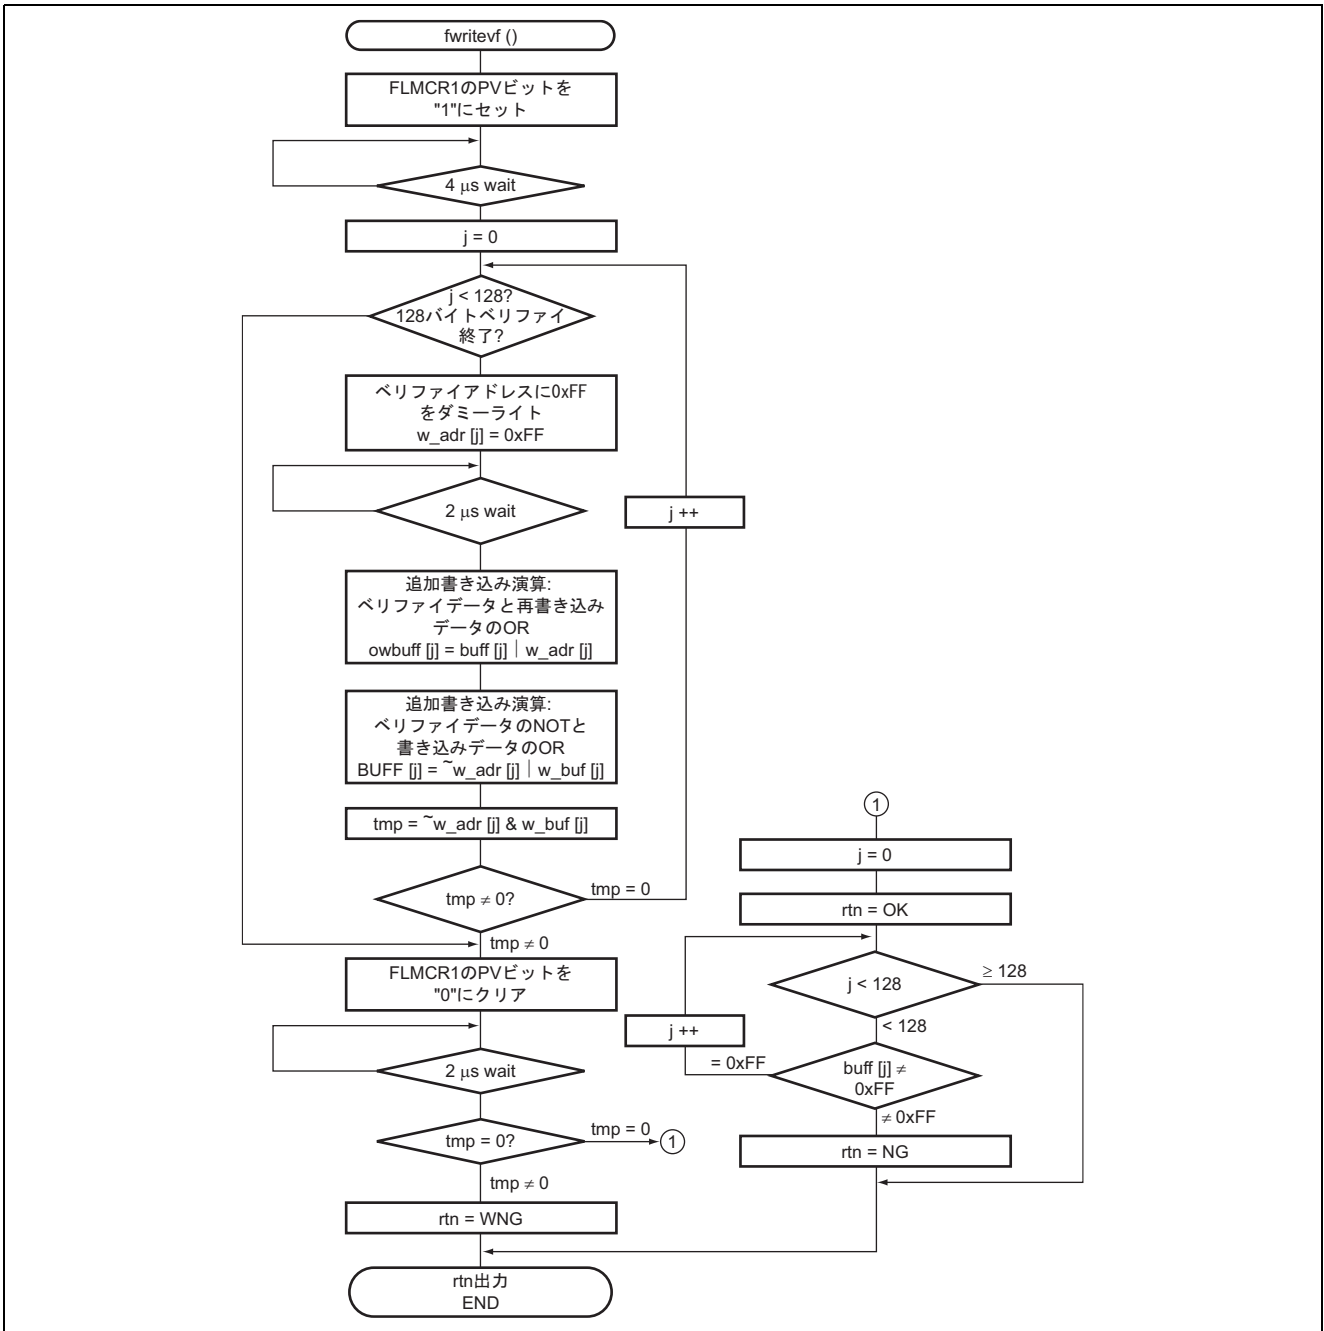 fwritevf ()
FLMCR1のPVビットを
"1"にセット
4 μs wait
j = 0
j < 128?
128バイトベリファイ
終了?
ベリファイアドレスに0xFF
をダミーライト
w_adr [j] = 0xFF
2 μs wait
j ++
追加書き込み演算:
ベリファイデータと再書き込み
データのOR
owbuff [j] = buff [j] | w_adr [j]
追加書き込み演算:
ベリファイデータのNOTと
書き込みデータのOR
BUFF [j] = ~w_adr [j] | w_buf [j]
tmp = ~w_adr [j] & w_buf [j]
tmp ≠ 0?
tmp = 0
tmp ≠ 0
FLMCR1のPVビットを
"0"にクリア
2 μs wait
tmp = 0?
tmp = 0
1
tmp ≠ 0
rtn = WNG
rtn出力
END
1
j = 0
rtn = OK
j < 128
≥ 128
< 128
j ++
= 0xFF
buff [j] ≠
0xFF
≠ 0xFF
rtn = NG